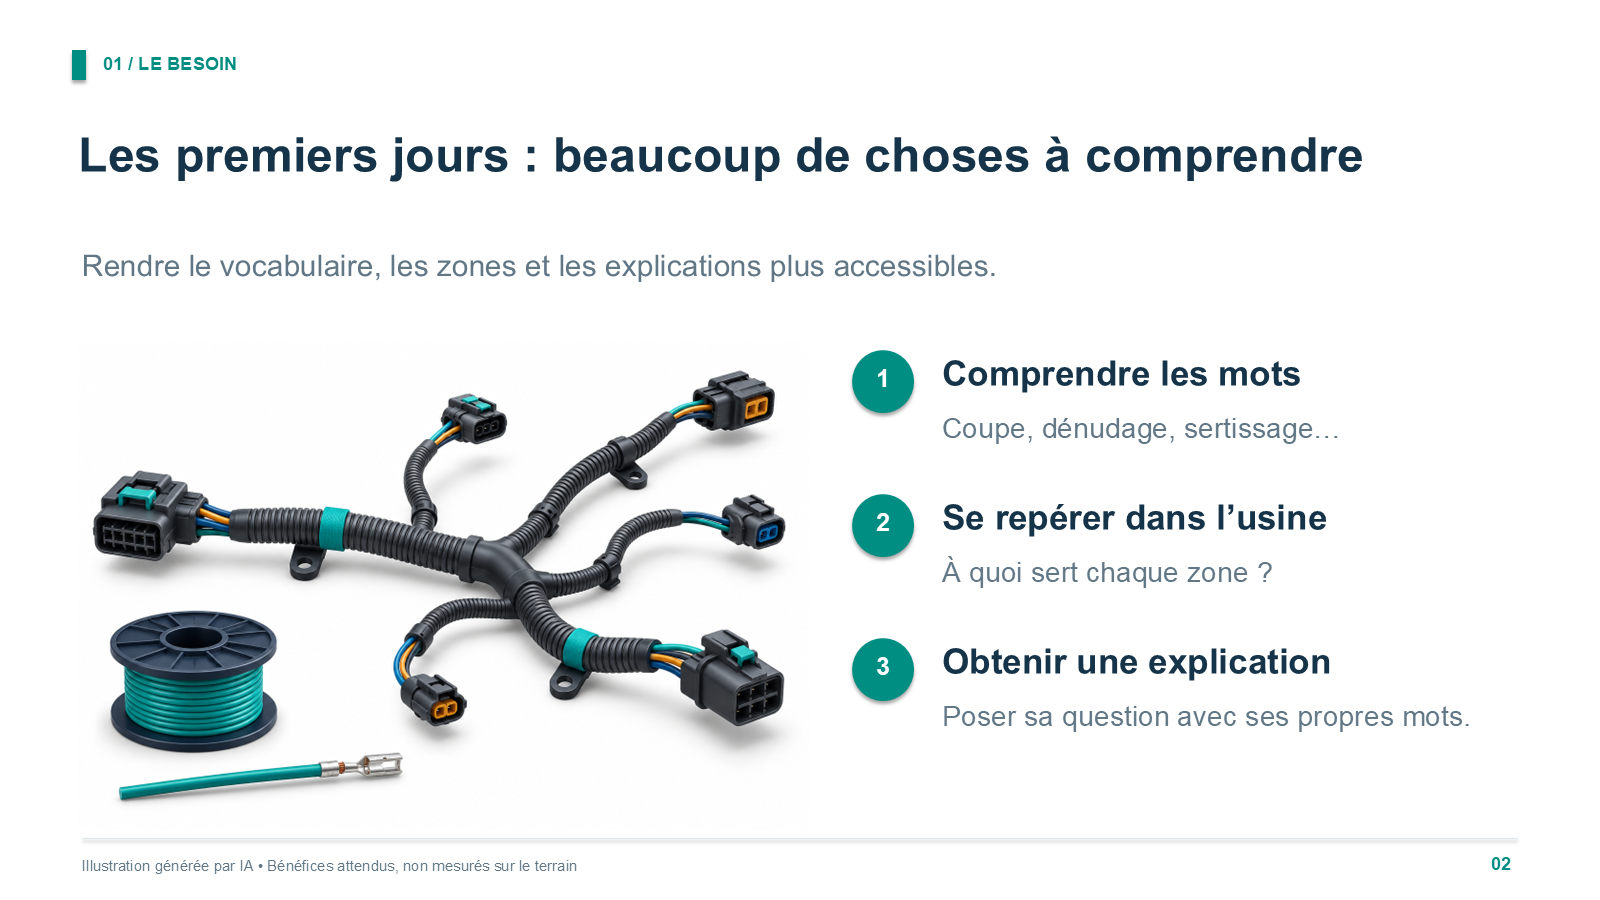 01 / LE BESOIN
Les premiers jours : beaucoup de choses à comprendre
Rendre le vocabulaire, les zones et les explications plus accessibles.
1
Comprendre les mots
Coupe, dénudage, sertissage…
2
Se repérer dans l’usine
À quoi sert chaque zone ?
3
Obtenir une explication
Poser sa question avec ses propres mots.
Illustration générée par IA • Bénéfices attendus, non mesurés sur le terrain
02